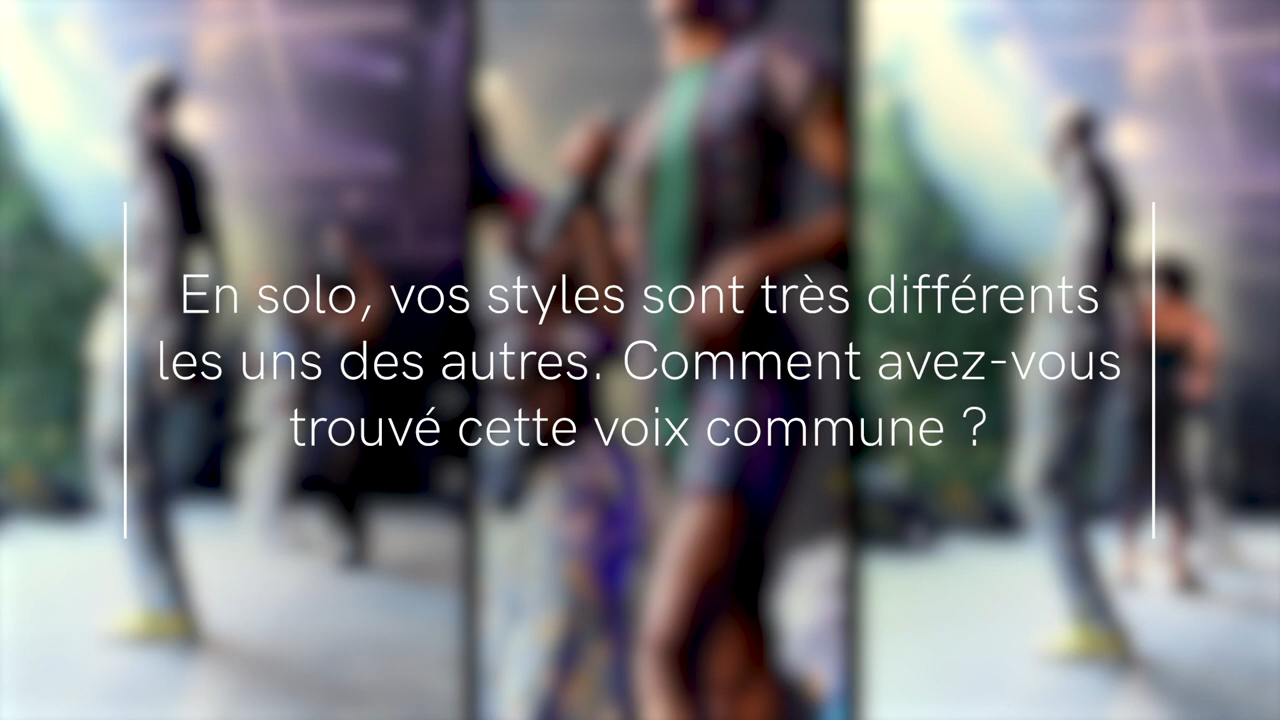 En solo, vos styles sont très différents
les uns des autres. Comment avez-vous
trouvé cette voix commune ?